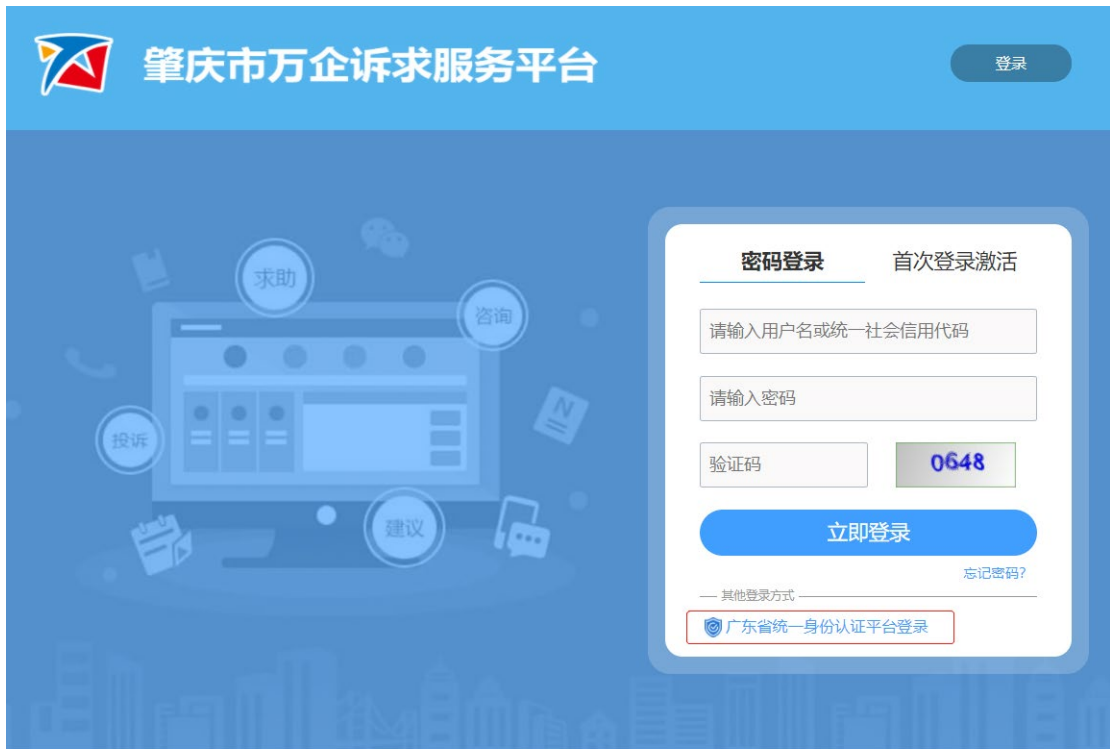 肇庆市万企诉求服务平台
登录
密码登录 首次登录激活
请输入用户名或统一社会信用代码
请输入密码
验证码 0648
立即登录
忘记密码?
其他登录方式
广东省统一身份认证平台登录
求助
咨询
投诉
N
建议